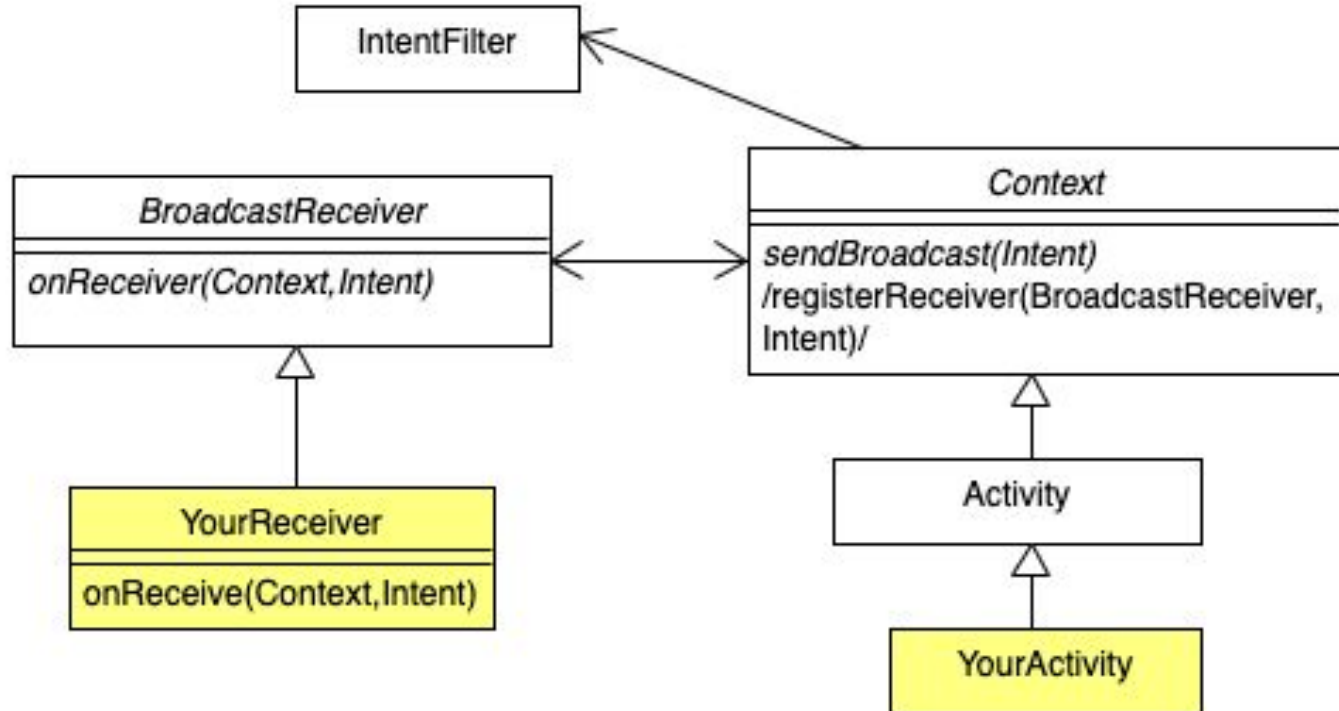 IntentFilter
BroadcastReceiver
onReceiver(Context,Intent)
Context
sendBroadcast(Intent)
/registerReceiver(BroadcastReceiver,
Intent)/
YourReceiver
onReceive(Context,Intent)
Activity
YourActivity